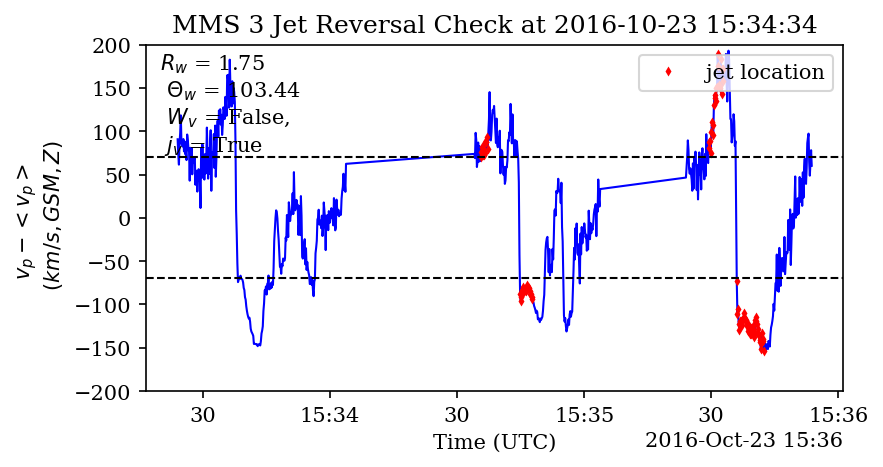 MMS 3 Jet Reversal Check at 2016-10-23 15:34:34
R_w = 1.75
Θ_w = 103.44
W_v = False,
j_v = True
jet location
200
150
100
50
0
−50
−100
−150
−200
v_p − < v_p >
(km/s, GSM, Z)
30 15:34 30 15:35 30 15:36
Time (UTC)
2016-Oct-23 15:36